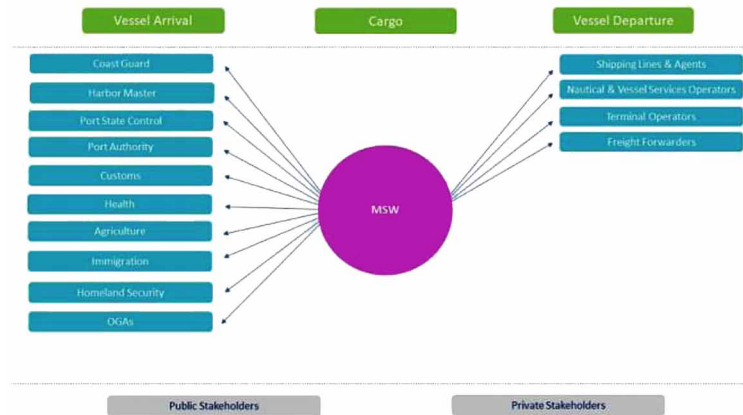 Vessel Arrival
Cargo
Vessel Departure
Coast Guard
Harbor Master
Port State Control
Port Authority
Customs
Health
Agriculture
Immigration
Homeland Security
OGAs
MSW
Shipping Lines & Agents
Nautical & Vessel Services Operators
Terminal Operators
Freight Forwarders
Public Stakeholders
Private Stakeholders